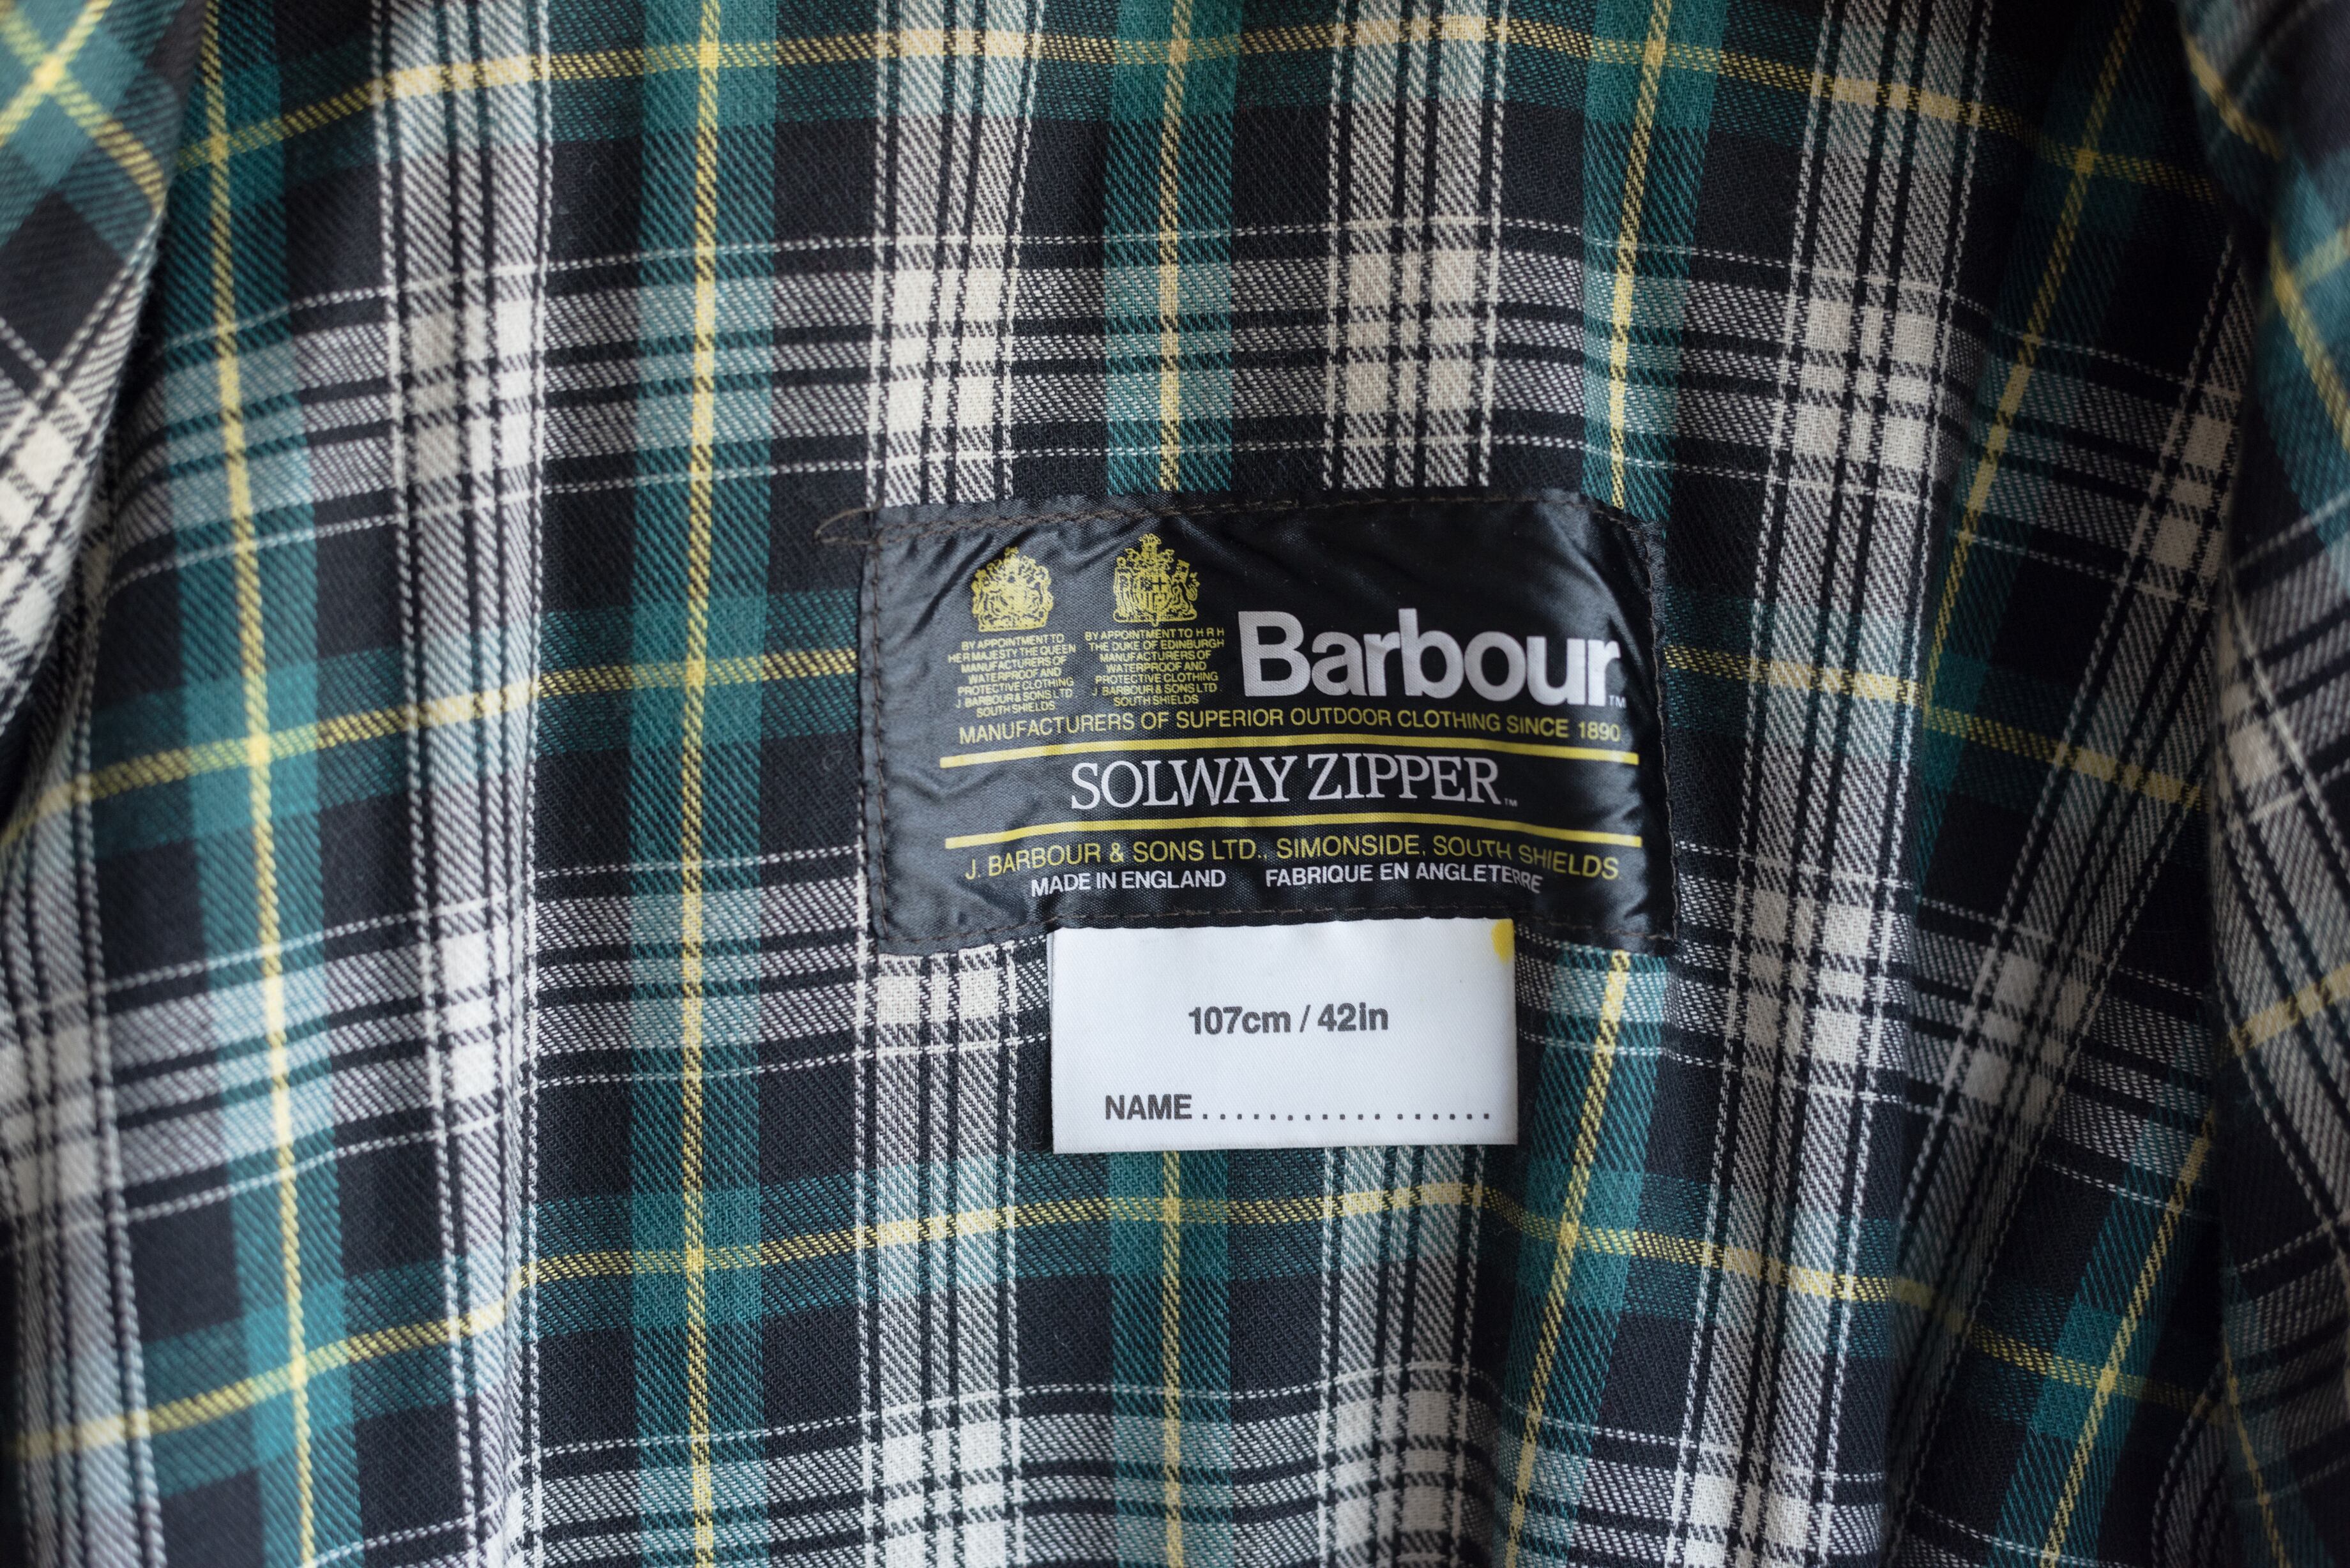 BY APPOINTMENT TO
HER MAJESTY THE QUEEN
MANUFACTURERS OF
WATERPROOF AND
PROTECTIVE CLOTHING
J BARBOUR & SONS LTD
SOUTH SHIELDS
BY APPOINTMENT TO H R H
THE DUKE OF EDINBURGH
MANUFACTURERS OF
WATERPROOF AND
PROTECTIVE CLOTHING
J BARBOUR & SONS LTD
SOUTH SHIELDS
Barbour™
MANUFACTURERS OF SUPERIOR OUTDOOR CLOTHING SINCE 1890
SOLWAY ZIPPER™
J. BARBOUR & SONS LTD., SIMONSIDE, SOUTH SHIELDS
MADE IN ENGLAND FABRIQUE EN ANGLETERRE
107cm / 42in
NAME . . . . . . . . . . . . . . . . .